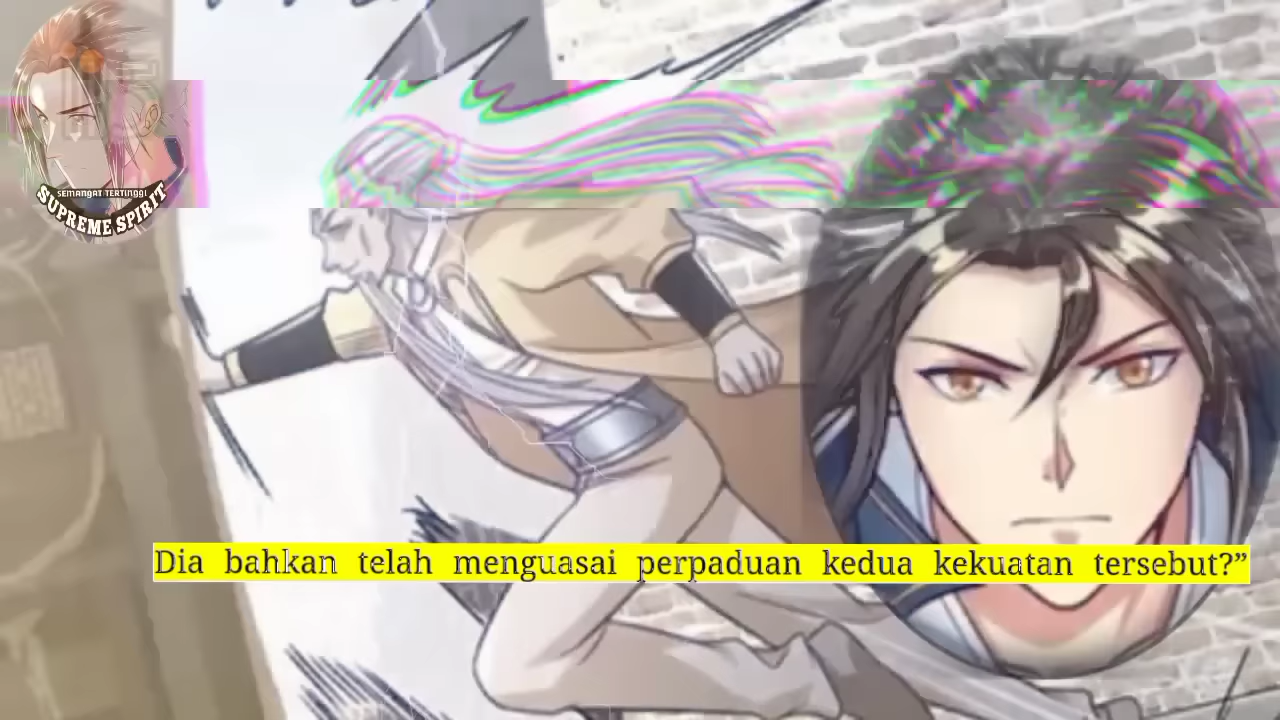 SEMANGAT TERTINGGI
SUPREME SPIRIT
Dia bahkan telah menguasai perpaduan kedua kekuatan tersebut?”